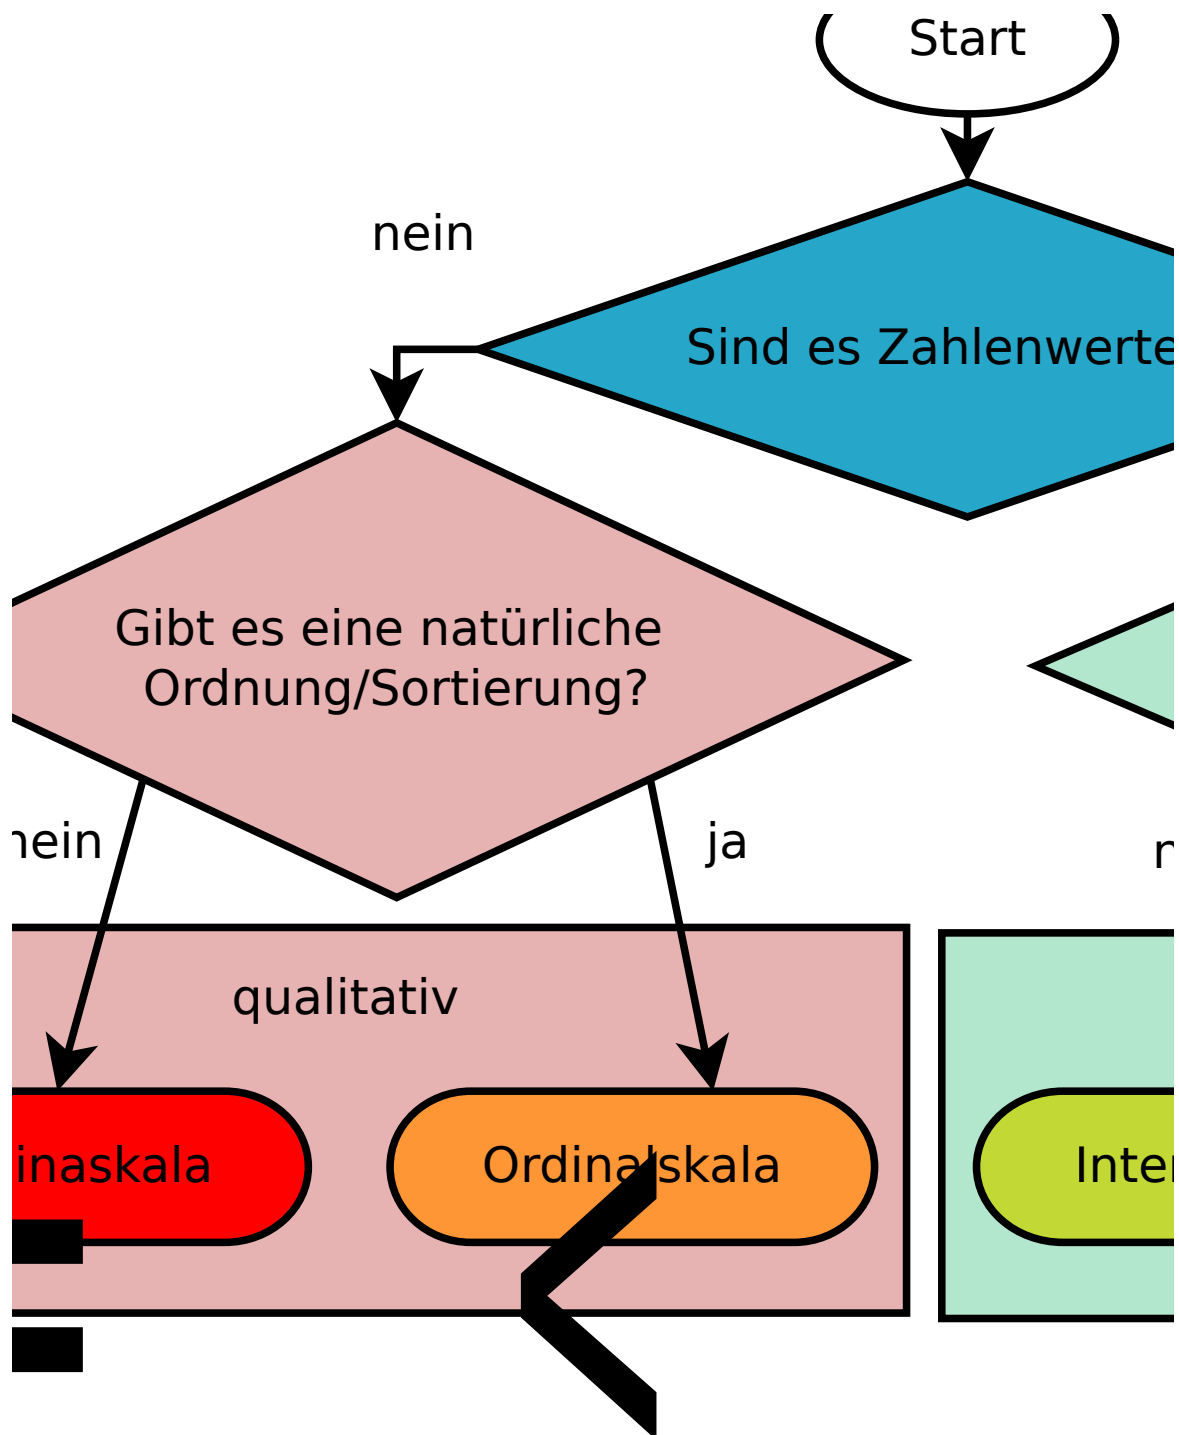 Start
nein
Sind es Zahlenwerte
Gibt es eine natürliche
Ordnung/Sortierung?
nein
ja
qualitativ
inaskala
Ordinalskala
Inter